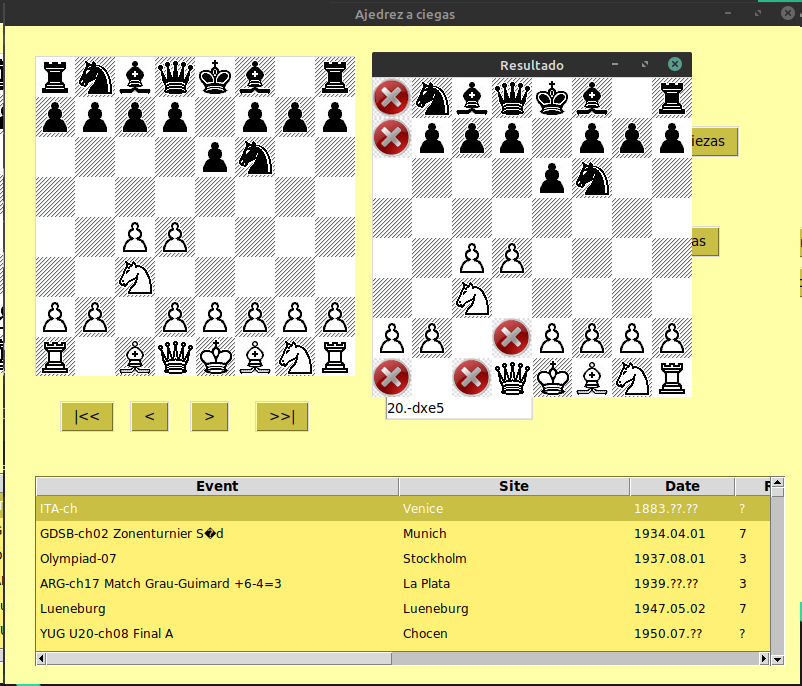 Ajedrez a ciegas
Resultado
iezas
as
20.-dxe5
|<< < > >>|
Event Site Date
ITA-ch Venice 1883.??.?? ?
GDSB-ch02 Zonenturnier S�d Munich 1934.04.01 7
Olympiad-07 Stockholm 1937.08.01 3
ARG-ch17 Match Grau-Guimard +6-4=3 La Plata 1939.??.?? 3
Lueneburg Lueneburg 1947.05.02 7
YUG U20-ch08 Final A Chocen 1950.07.?? ?